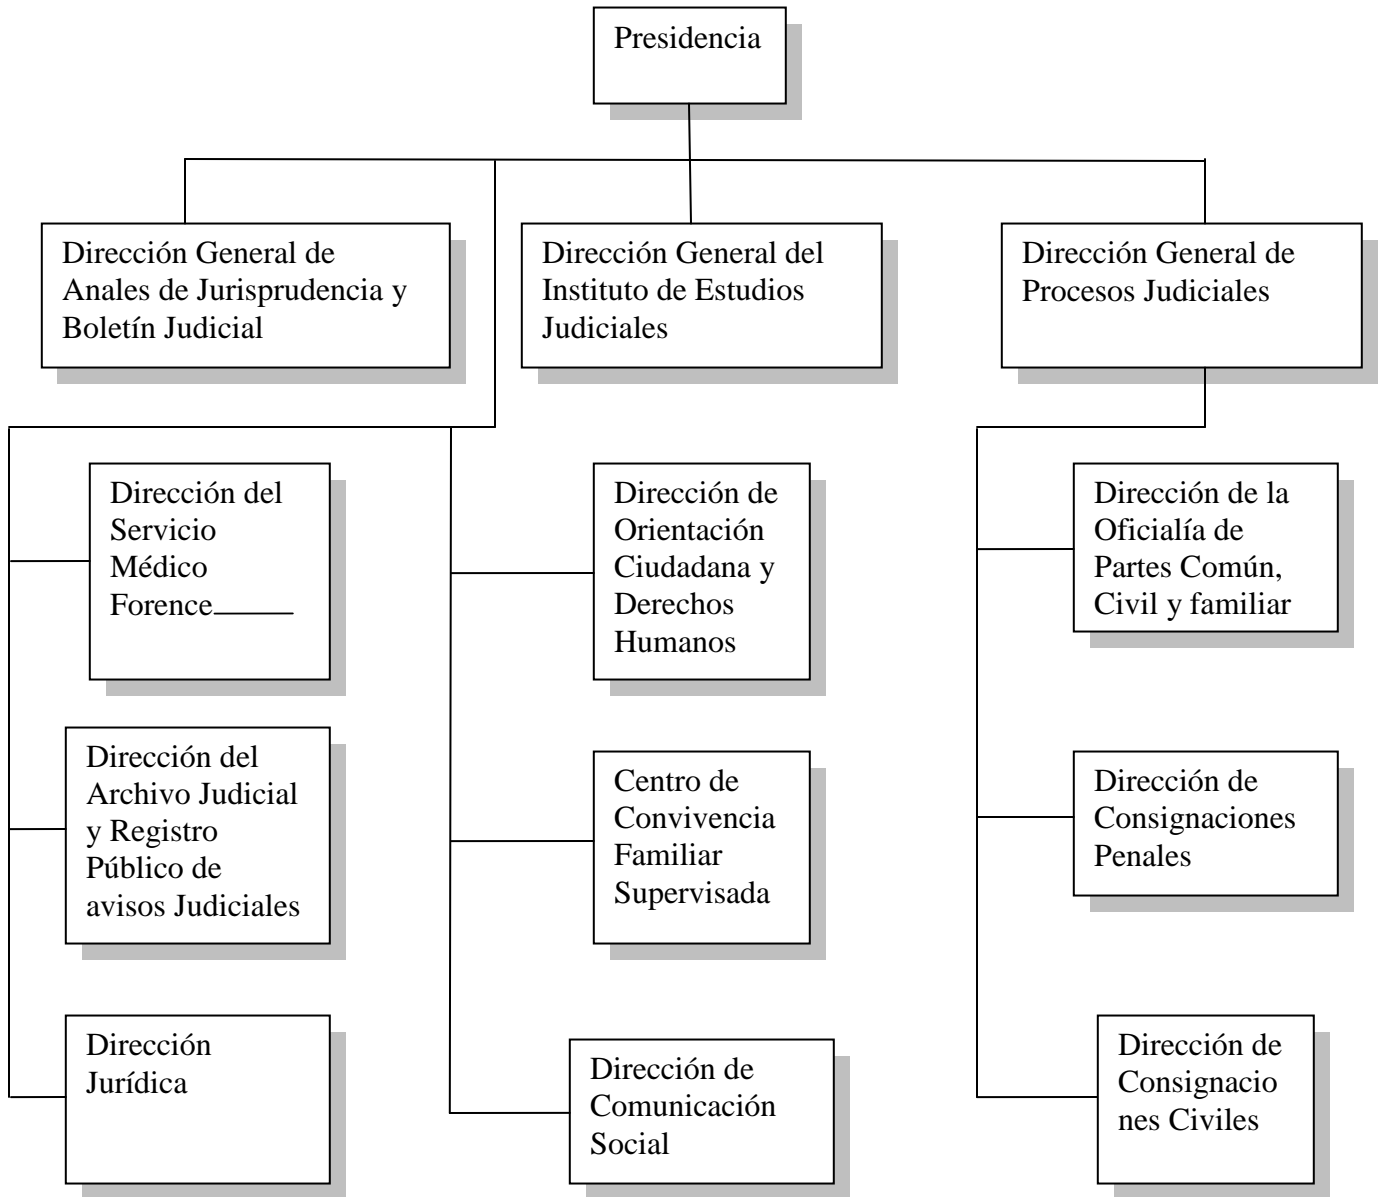 Presidencia
Dirección General de
Anales de Jurisprudencia y
Boletín Judicial
Dirección General del
Instituto de Estudios
Judiciales
Dirección General de
Procesos Judiciales
Dirección del
Servicio
Médico
Forence
Dirección de
Orientación
Ciudadana y
Derechos
Humanos
Dirección de la
Oficialía de
Partes Común,
Civil y familiar
Dirección del
Archivo Judicial
y Registro
Público de
avisos Judiciales
Centro de
Convivencia
Familiar
Supervisada
Dirección de
Consignaciones
Penales
Dirección
Jurídica
Dirección de
Comunicación
Social
Dirección de
Consignacio
nes Civiles